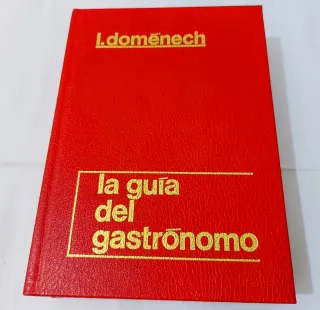 I.doménech
la guía
del
gastrónomo